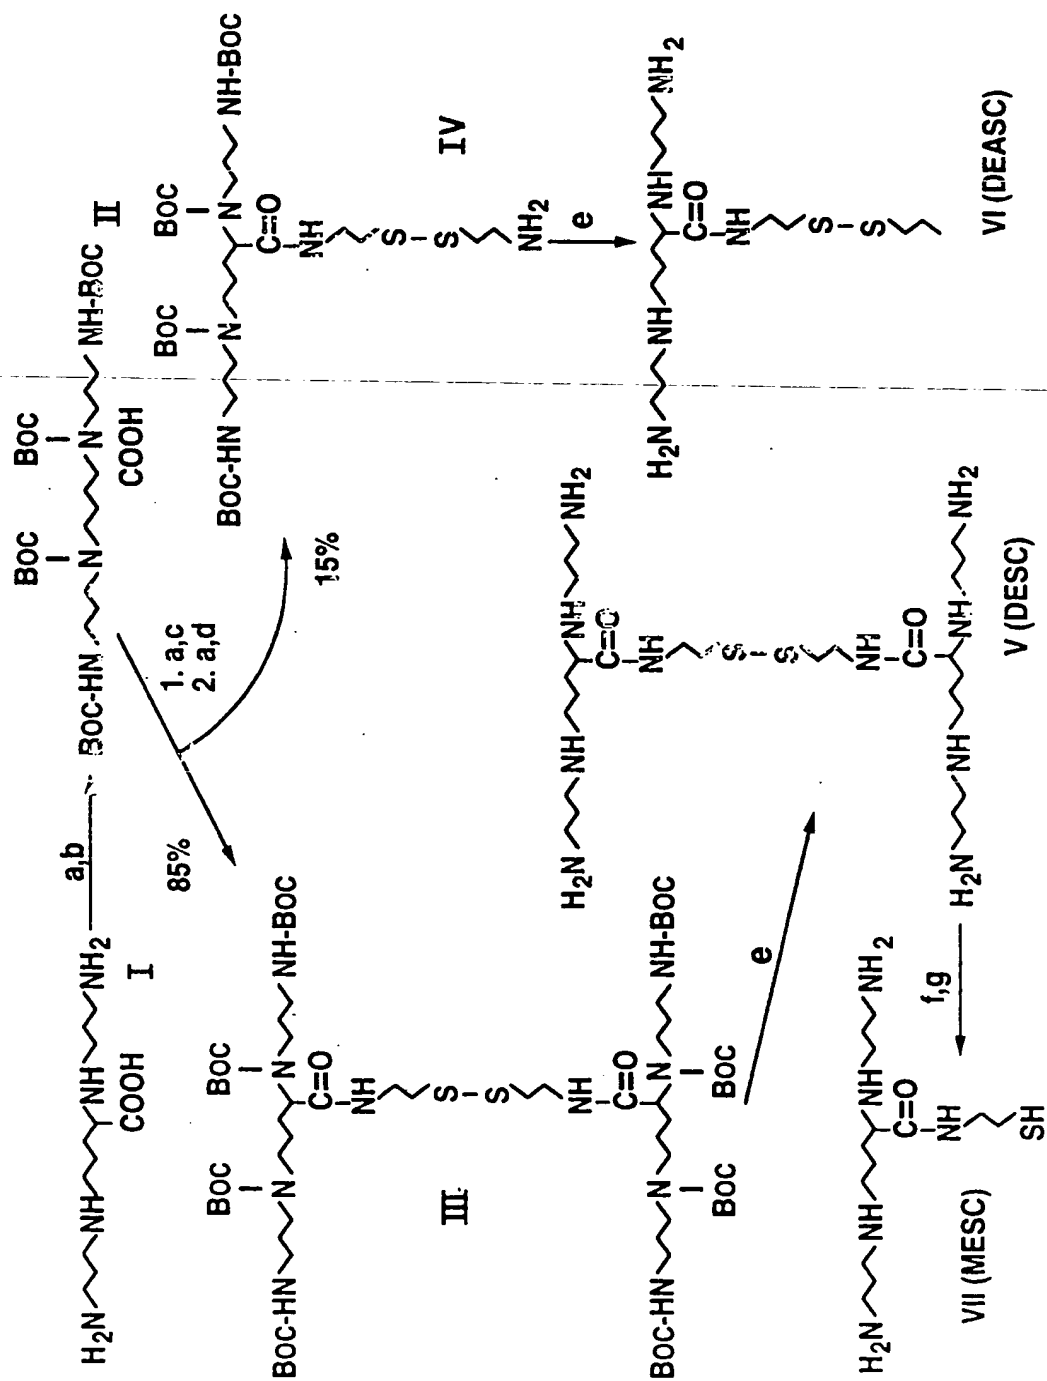 H2N NH NH NH2
COOH
I
a,b
BOC BOC
BOC-HN N N NH-BOC
COOH
II
1. a,c
2. a,d
85%
15%
BOC BOC
BOC-HN N N NH-BOC
C=O
NH
S-S
NH
C=O
BOC-HN N N NH-BOC
BOC BOC
III
BOC BOC
BOC-HN N N NH-BOC
C=O
NH
S-S
NH2
IV
e
e
H2N NH NH NH2
C=O
NH
S-S
NH
C=O
H2N NH NH NH2
V (DESC)
H2N NH NH NH2
C=O
NH
S-S
VI (DEASC)
f,g
H2N NH NH NH2
C=O
NH
SH
VII (MESC)